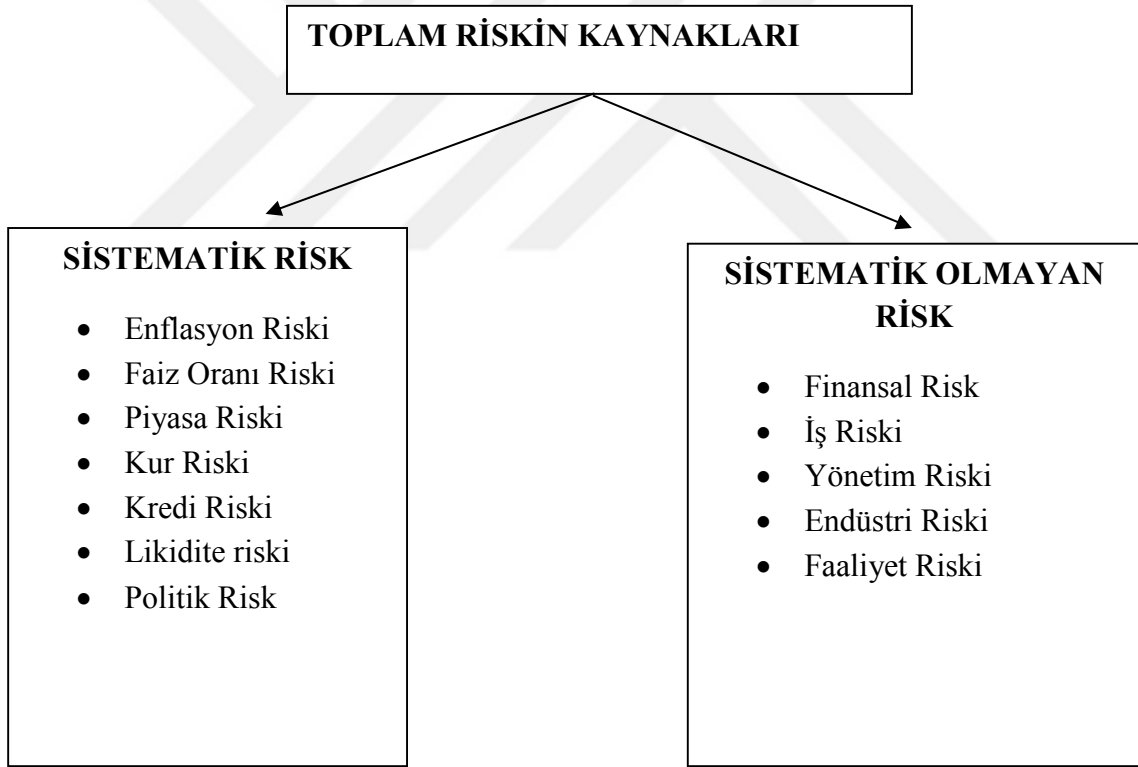 TOPLAM RİSKİN KAYNAKLARI
SİSTEMATİK RİSK
• Enflasyon Riski
• Faiz Oranı Riski
• Piyasa Riski
• Kur Riski
• Kredi Riski
• Likidite riski
• Politik Risk
SİSTEMATİK OLMAYAN
RİSK
• Finansal Risk
• İş Riski
• Yönetim Riski
• Endüstri Riski
• Faaliyet Riski